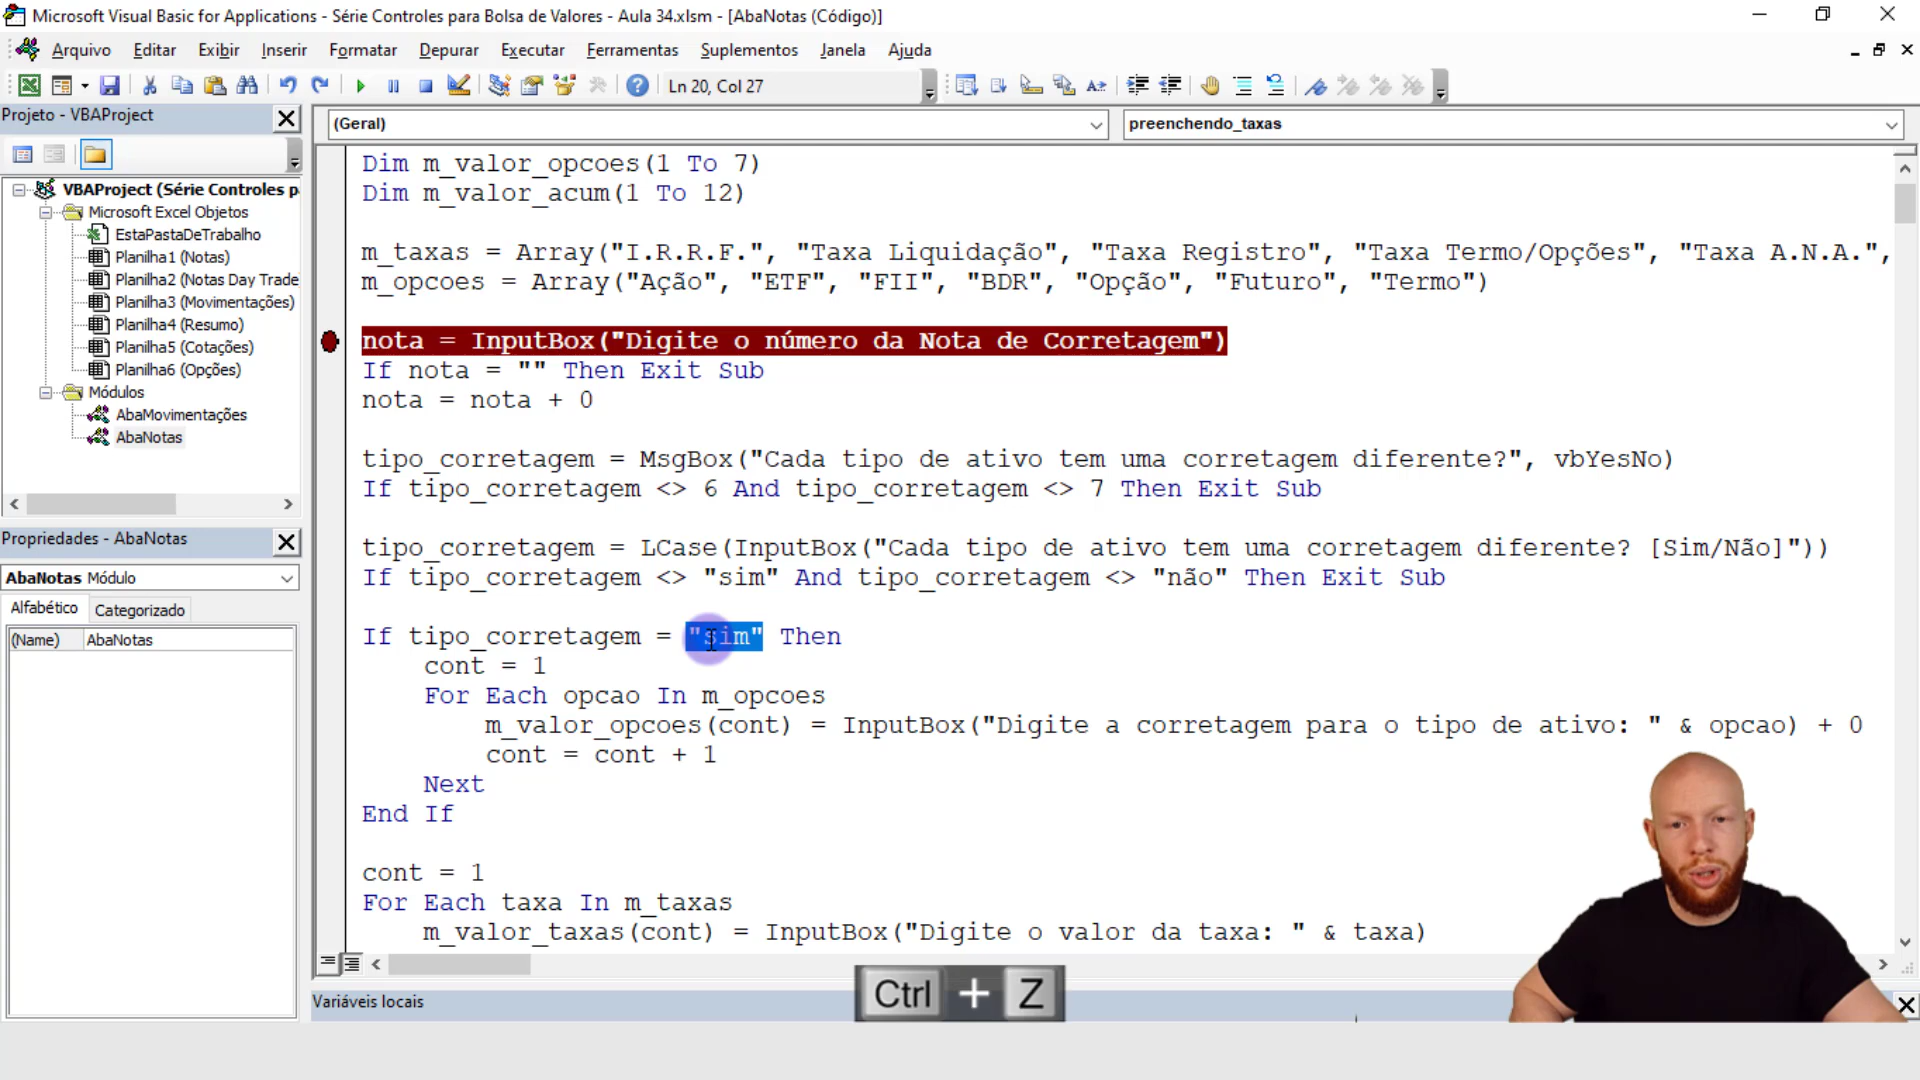 Microsoft Visual Basic for Applications - Série Controles para Bolsa de Valores - Aula 34.xlsm - [AbaNotas (Código)]
Arquivo Editar Exibir Inserir Formatar Depurar Executar Ferramentas Suplementos Janela Ajuda
Ln 20, Col 27
Projeto - VBAProject
VBAProject (Série Controles p
Microsoft Excel Objetos
EstaPastaDeTrabalho
Planilha1 (Notas)
Planilha2 (Notas Day Trade
Planilha3 (Movimentações)
Planilha4 (Resumo)
Planilha5 (Cotações)
Planilha6 (Opções)
Módulos
AbaMovimentações
AbaNotas
Propriedades - AbaNotas
AbaNotas Módulo
Alfabético Categorizado
(Name) AbaNotas
(Geral) preenchendo_taxas
Dim m_valor_opcoes(1 To 7)
Dim m_valor_acum(1 To 12)
m_taxas = Array("I.R.R.F.", "Taxa Liquidação", "Taxa Registro", "Taxa Termo/Opções", "Taxa A.N.A.",
m_opcoes = Array("Ação", "ETF", "FII", "BDR", "Opção", "Futuro", "Termo")
nota = InputBox("Digite o número da Nota de Corretagem")
If nota = "" Then Exit Sub
nota = nota + 0
tipo_corretagem = MsgBox("Cada tipo de ativo tem uma corretagem diferente?", vbYesNo)
If tipo_corretagem <> 6 And tipo_corretagem <> 7 Then Exit Sub
tipo_corretagem = LCase(InputBox("Cada tipo de ativo tem uma corretagem diferente? [Sim/Não]"))
If tipo_corretagem <> "sim" And tipo_corretagem <> "não" Then Exit Sub
If tipo_corretagem = "sim" Then
cont = 1
For Each opcao In m_opcoes
m_valor_opcoes(cont) = InputBox("Digite a corretagem para o tipo de ativo: " & opcao) + 0
cont = cont + 1
Next
End If
cont = 1
For Each taxa In m_taxas
m_valor_taxas(cont) = InputBox("Digite o valor da taxa: " & taxa)
Variáveis locais
Ctrl + Z